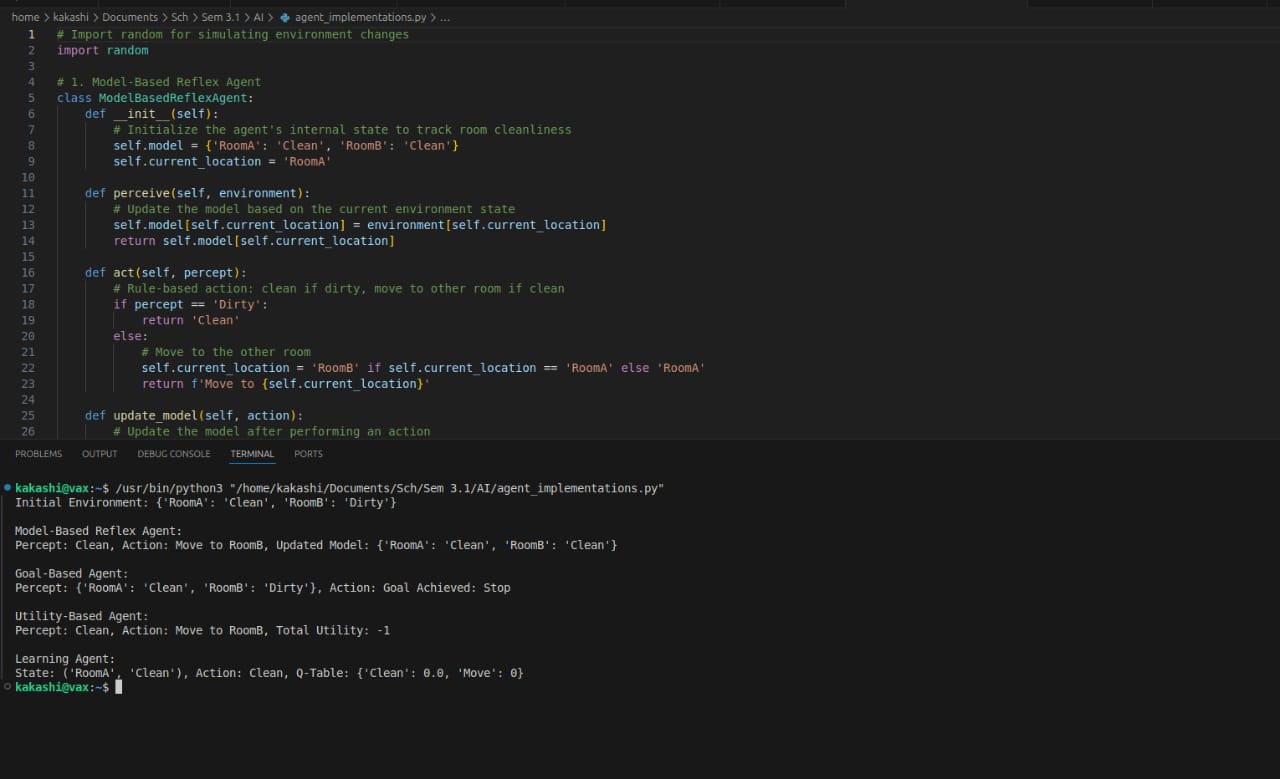 home > kakashi > Documents > Sch > Sem 3.1 > AI > agent_implementations.py > ...
1 # Import random for simulating environment changes
2 import random
3
4 # 1. Model-Based Reflex Agent
5 class ModelBasedReflexAgent:
6     def __init__(self):
7         # Initialize the agent's internal state to track room cleanliness
8         self.model = {'RoomA': 'Clean', 'RoomB': 'Clean'}
9         self.current_location = 'RoomA'
10
11     def perceive(self, environment):
12         # Update the model based on the current environment state
13         self.model[self.current_location] = environment[self.current_location]
14         return self.model[self.current_location]
15
16     def act(self, percept):
17         # Rule-based action: clean if dirty, move to other room if clean
18         if percept == 'Dirty':
19             return 'Clean'
20         else:
21             # Move to the other room
22             self.current_location = 'RoomB' if self.current_location == 'RoomA' else 'RoomA'
23             return f'Move to {self.current_location}'
24
25     def update_model(self, action):
26         # Update the model after performing an action
PROBLEMS OUTPUT DEBUG CONSOLE TERMINAL PORTS
kakashi@vax:~$ /usr/bin/python3 "/home/kakashi/Documents/Sch/Sem 3.1/AI/agent_implementations.py"
Initial Environment: {'RoomA': 'Clean', 'RoomB': 'Dirty'}
Model-Based Reflex Agent:
Percept: Clean, Action: Move to RoomB, Updated Model: {'RoomA': 'Clean', 'RoomB': 'Clean'}
Goal-Based Agent:
Percept: {'RoomA': 'Clean', 'RoomB': 'Dirty'}, Action: Goal Achieved: Stop
Utility-Based Agent:
Percept: Clean, Action: Move to RoomB, Total Utility: -1
Learning Agent:
State: ('RoomA', 'Clean'), Action: Clean, Q-Table: {'Clean': 0.0, 'Move': 0}
kakashi@vax:~$